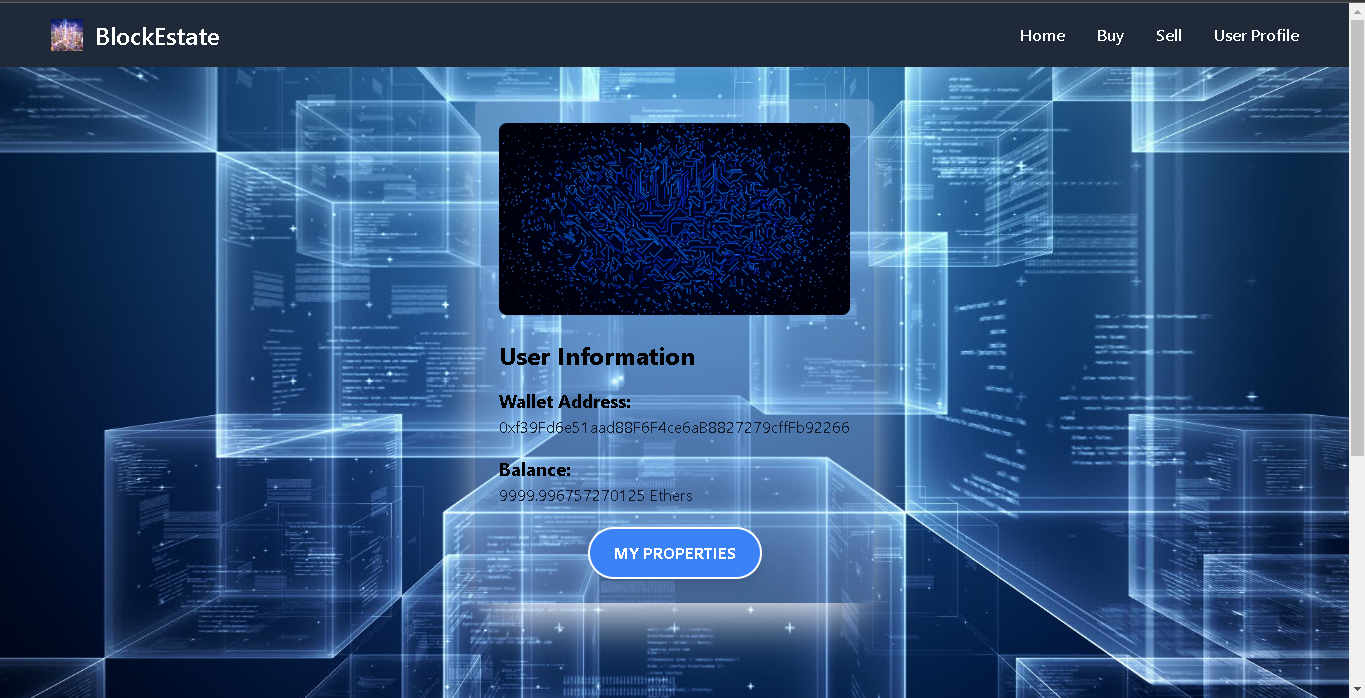 BlockEstate
Home Buy Sell User Profile
User Information
Wallet Address:
0xf39Fd6e51aad88F6F4ce6aB8827279cffFb92266
Balance:
9999.996757270125 Ethers
MY PROPERTIES